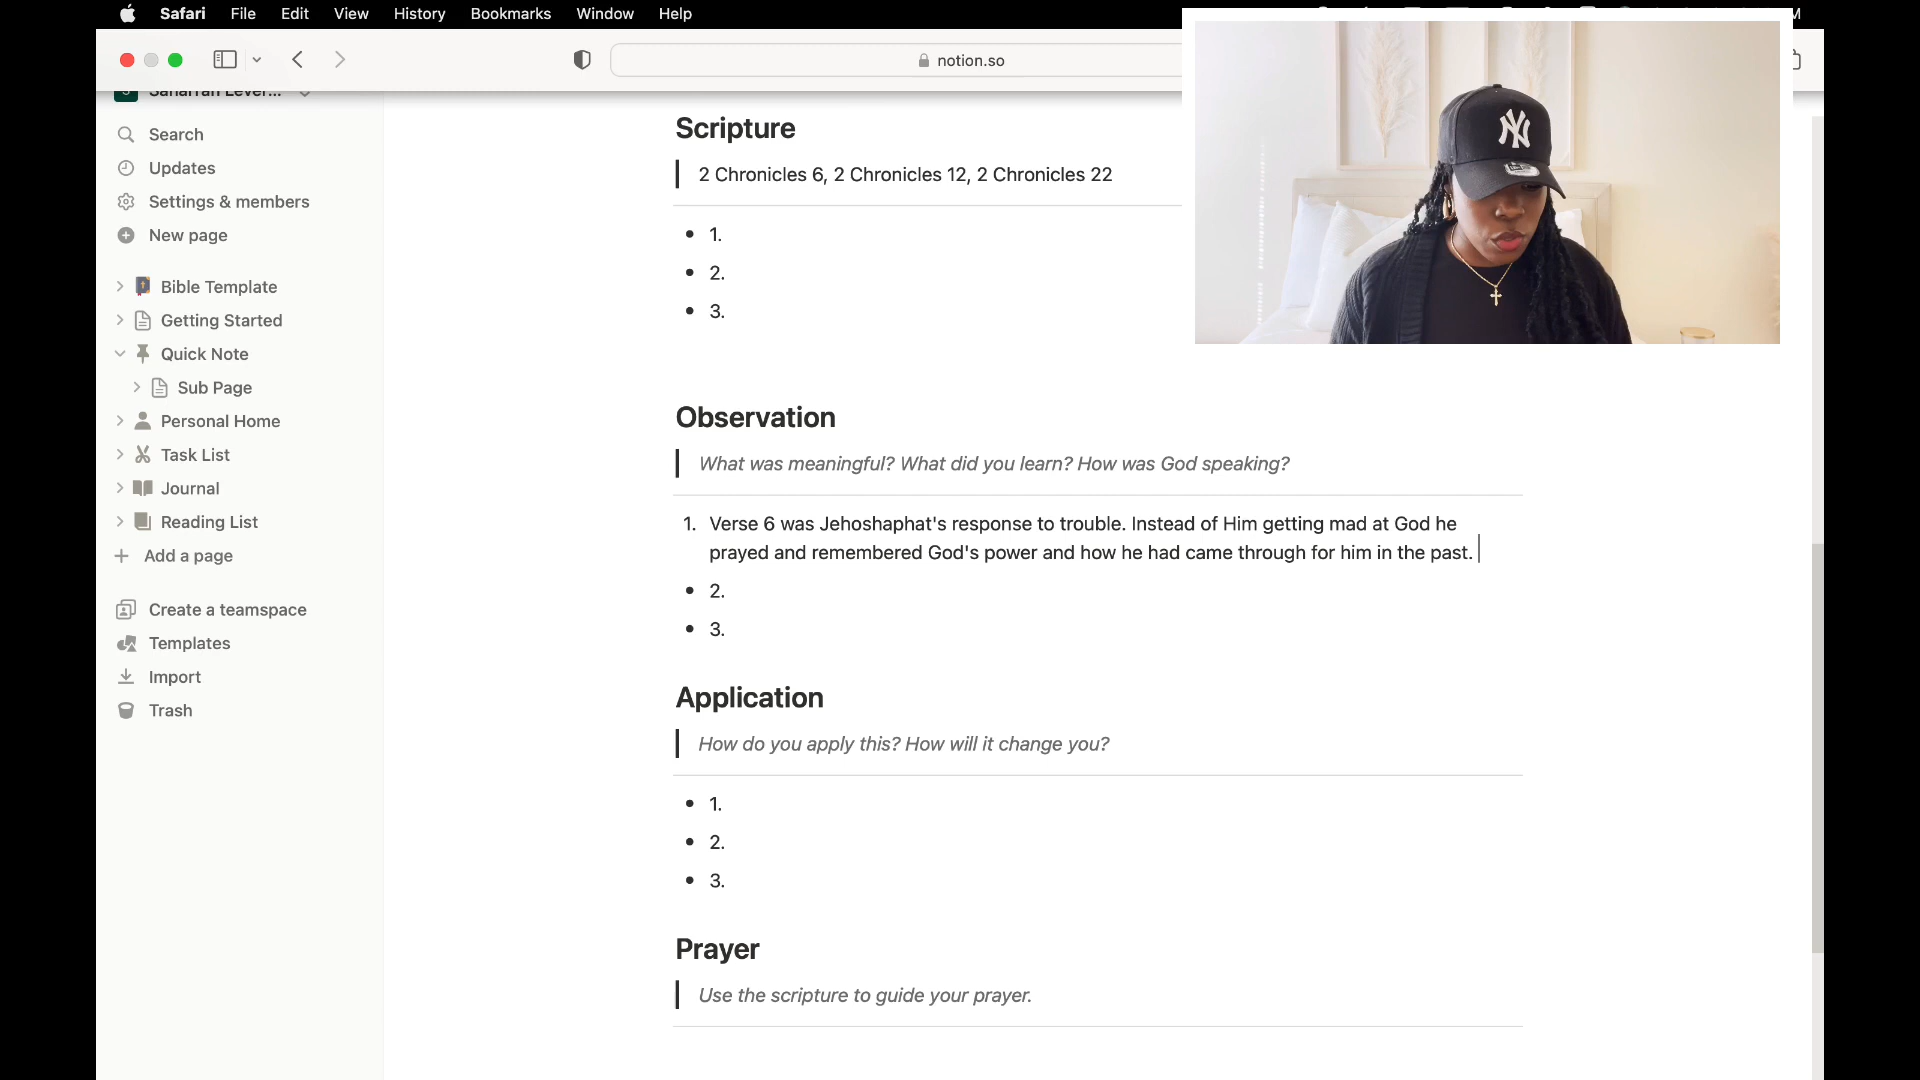 Safari File Edit View History Bookmarks Window Help
notion.so
Search
Updates
Settings & members
New page
Bible Template
Getting Started
Quick Note
Sub Page
Personal Home
Task List
Journal
Reading List
Add a page
Create a teamspace
Templates
Import
Trash
Scripture
2 Chronicles 6, 2 Chronicles 12, 2 Chronicles 22
• 1.
• 2.
• 3.
Observation
What was meaningful? What did you learn? How was God speaking?
1. Verse 6 was Jehoshaphat's response to trouble. Instead of Him getting mad at God he
prayed and remembered God's power and how he had came through for him in the past.
• 2.
• 3.
Application
How do you apply this? How will it change you?
• 1.
• 2.
• 3.
Prayer
Use the scripture to guide your prayer.
NY